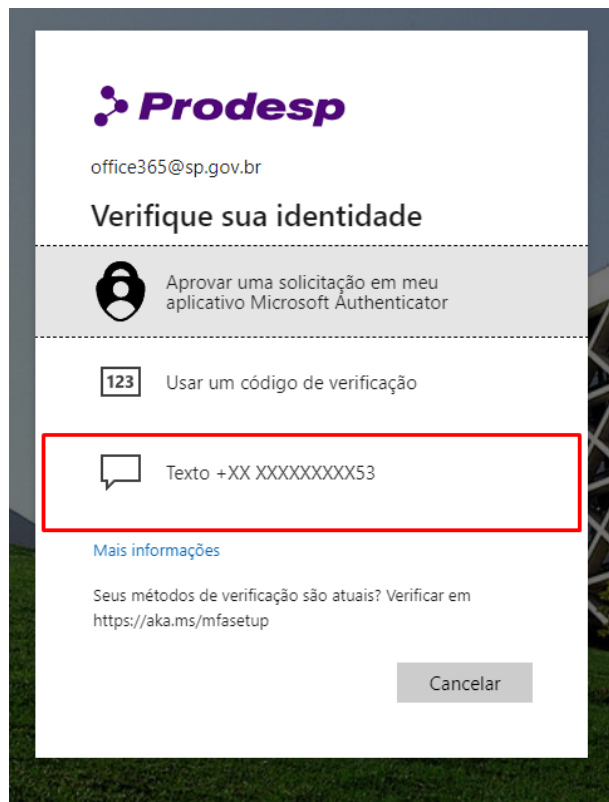 Prodesp
office365@sp.gov.br
Verifique sua identidade
Aprovar uma solicitação em meu
aplicativo Microsoft Authenticator
123
Usar um código de verificação
Texto +XX XXXXXXXXX53
Mais informações
Seus métodos de verificação são atuais? Verificar em
https://aka.ms/mfasetup
Cancelar